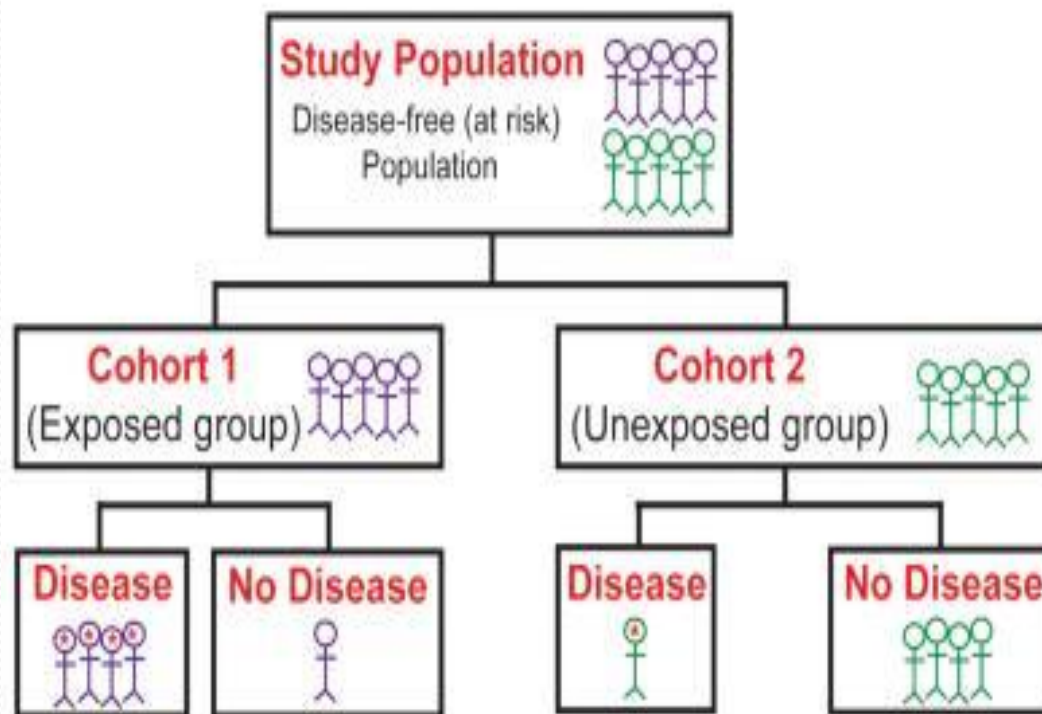 Study Population
Disease-free (at risk)
Population
Cohort 1
(Exposed group)
Cohort 2
(Unexposed group)
Disease
No Disease
Disease
No Disease